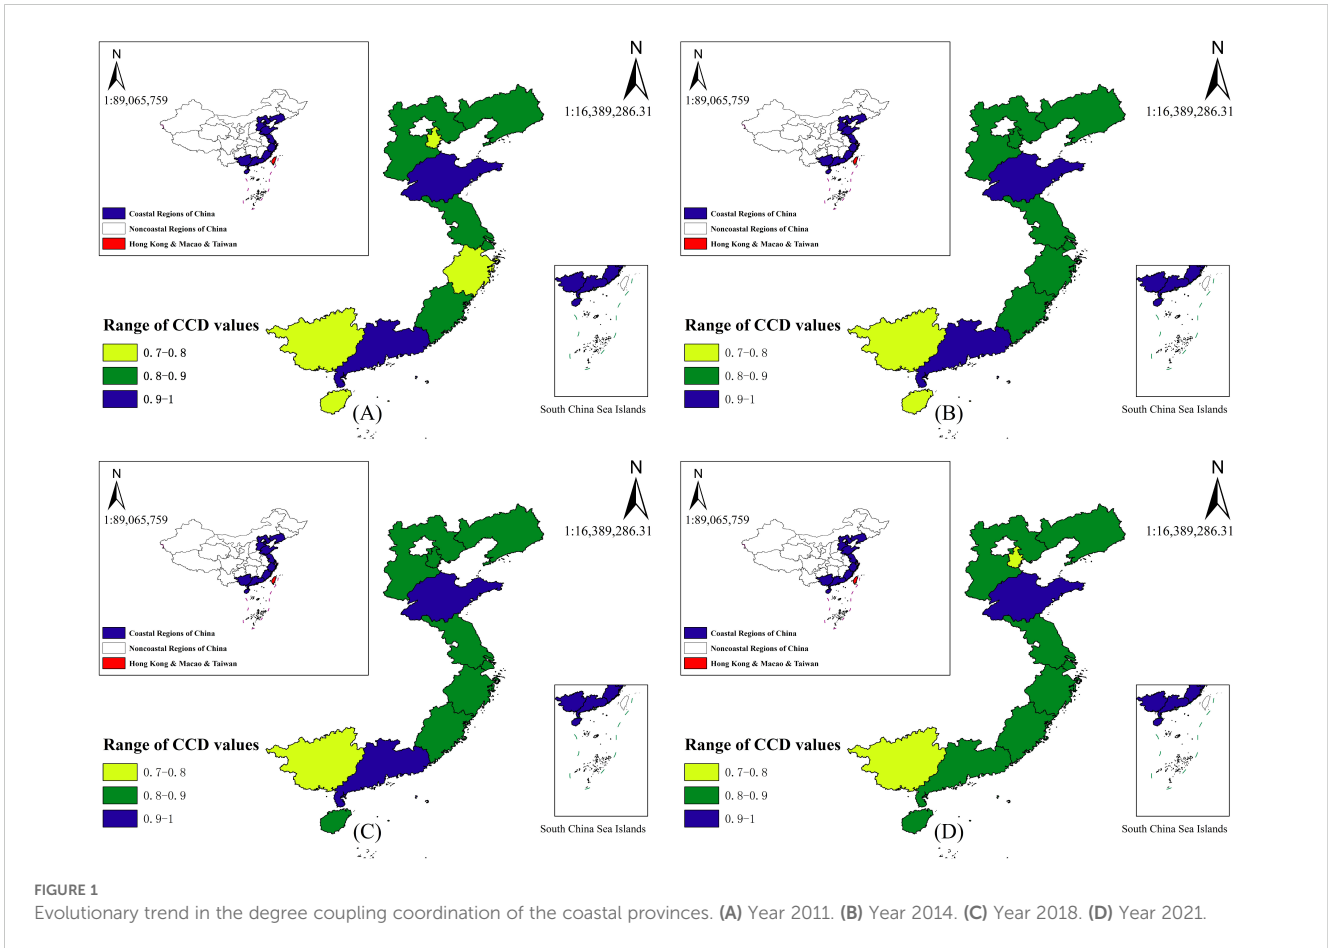 N
1:89,065,759
Coastal Regions of China
Noncoastal Regions of China
Hong Kong & Macao & Taiwan
N
1:16,389,286.31
Range of CCD values
0.7-0.8
0.8-0.9
0.9-1
(A)
South China Sea Islands
N
1:89,065,759
Coastal Regions of China
Noncoastal Regions of China
Hong Kong & Macao & Taiwan
N
1:16,389,286.31
Range of CCD values
0.7-0.8
0.8-0.9
0.9-1
(B)
South China Sea Islands
N
1:89,065,759
Coastal Regions of China
Noncoastal Regions of China
Hong Kong & Macao & Taiwan
N
1:16,389,286.31
Range of CCD values
0.7-0.8
0.8-0.9
0.9-1
(C)
South China Sea Islands
N
1:89,065,759
Coastal Regions of China
Noncoastal Regions of China
Hong Kong & Macao & Taiwan
N
1:16,389,286.31
Range of CCD values
0.7-0.8
0.8-0.9
0.9-1
(D)
South China Sea Islands
FIGURE 1
Evolutionary trend in the degree coupling coordination of the coastal provinces. (A) Year 2011. (B) Year 2014. (C) Year 2018. (D) Year 2021.